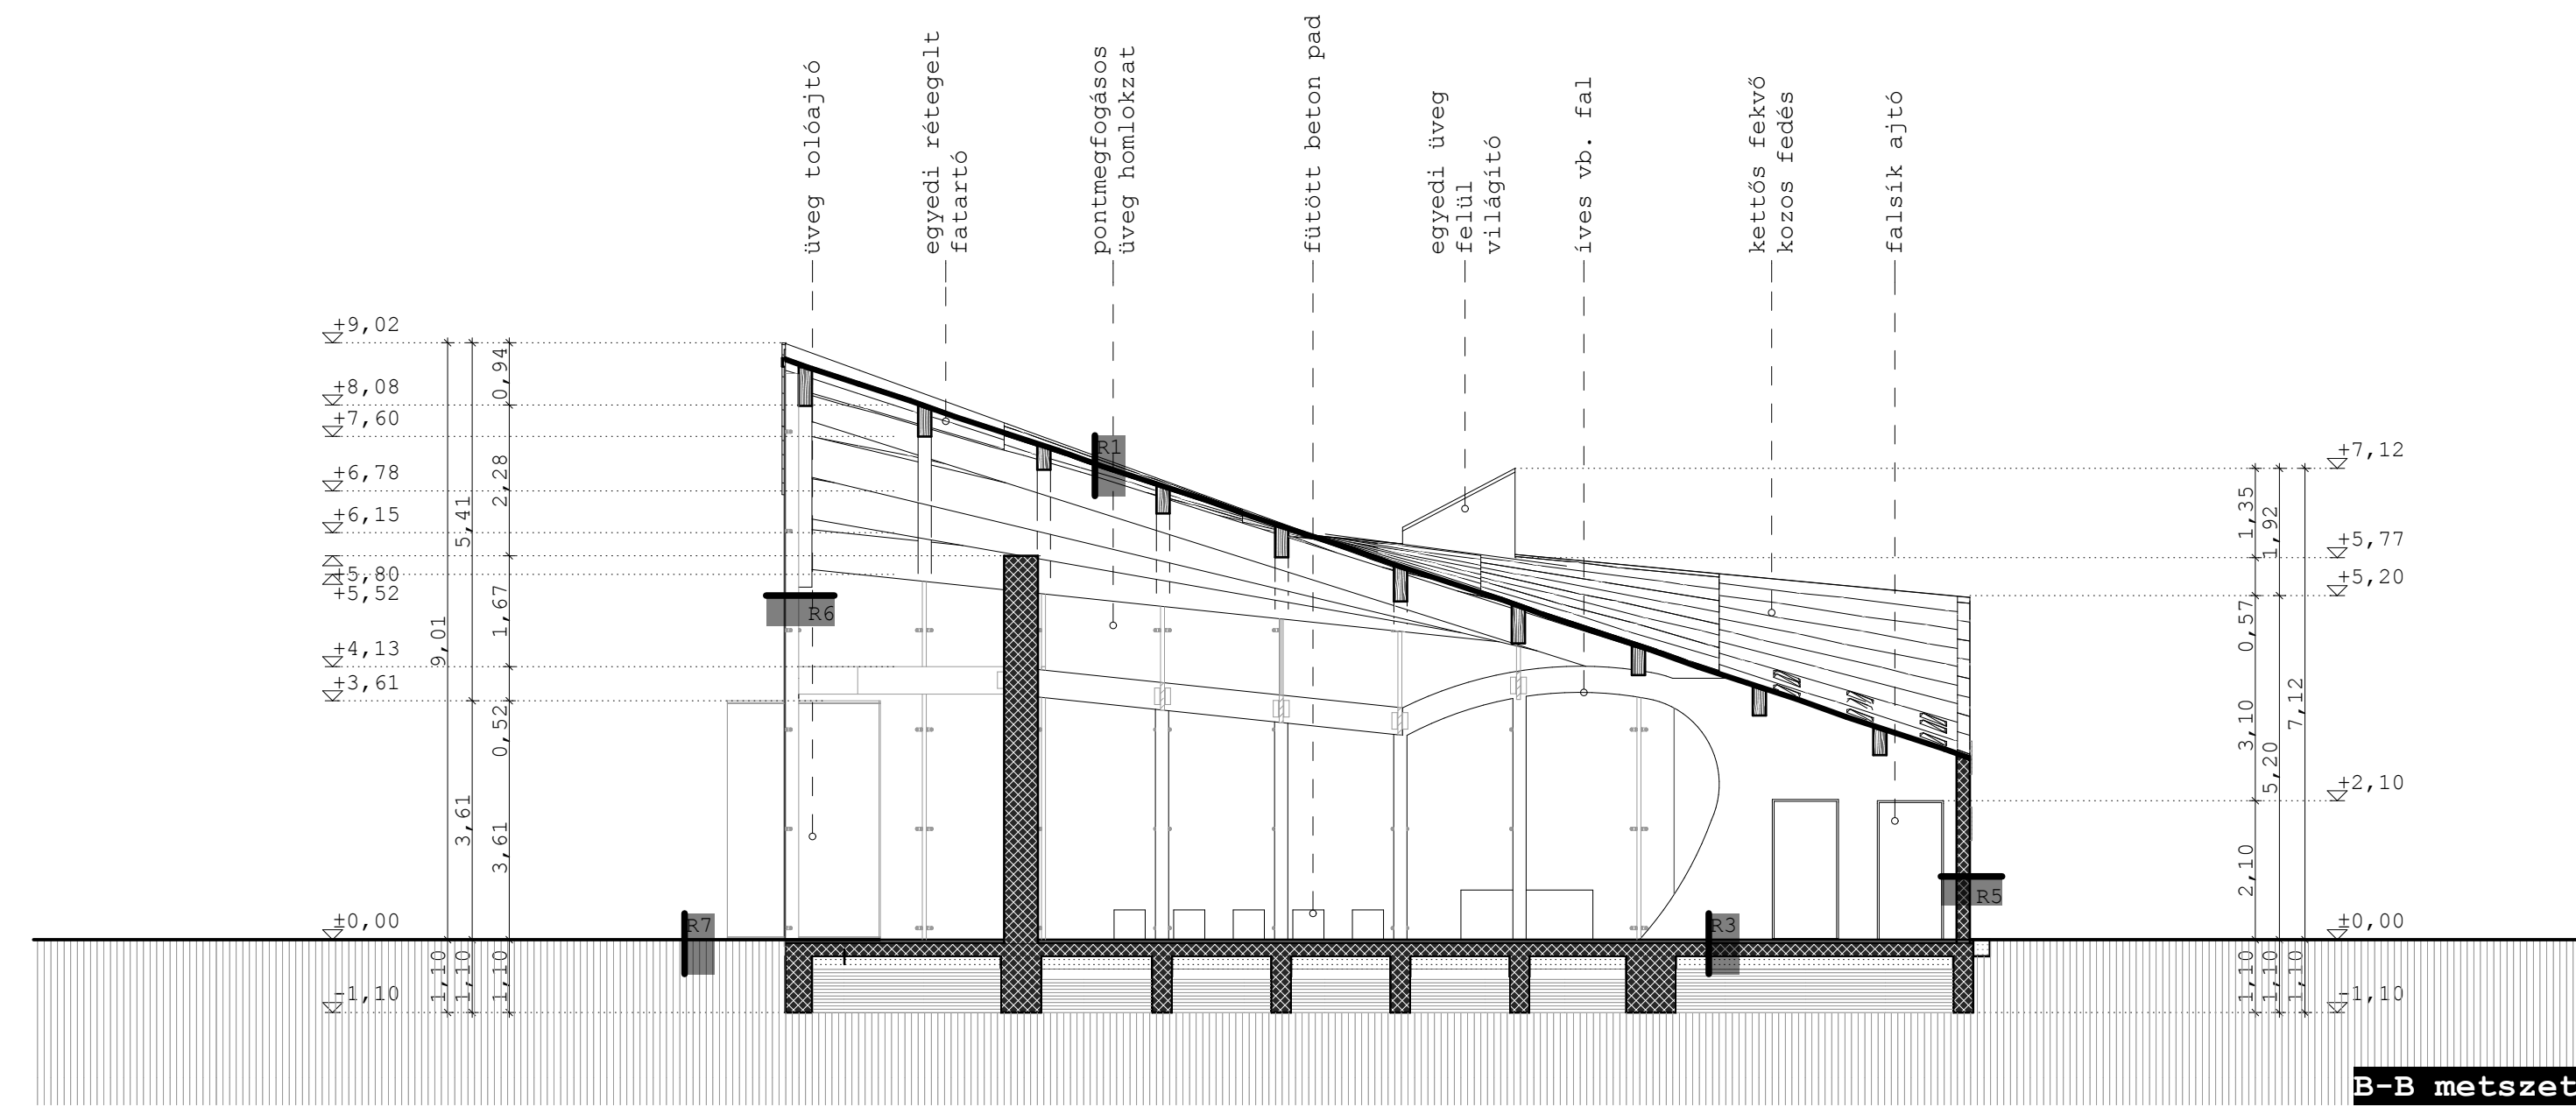 üveg tolóajtó
egyedi rétegelt
fatartó
pontmegfogásos
üveg homlokzat
fütött beton pad
egyedi üveg
felül
világító
íves vb. fal
kettős fekvő
kozos fedés
falsík ajtó
+9,02
+8,08
+7,60
+6,78
+6,15
+5,80
+5,52
+4,13
+3,61
±0,00
-1,10
9,01
1,10
5,41
3,61
1,10
0,94
2,28
1,67
0,52
3,61
1,10
R1
R6
R7
R3
R5
1,35
0,57
3,10
2,10
1,10
1,92
5,20
1,10
7,12
1,10
+7,12
+5,77
+5,20
+2,10
±0,00
-1,10
B-B metszet